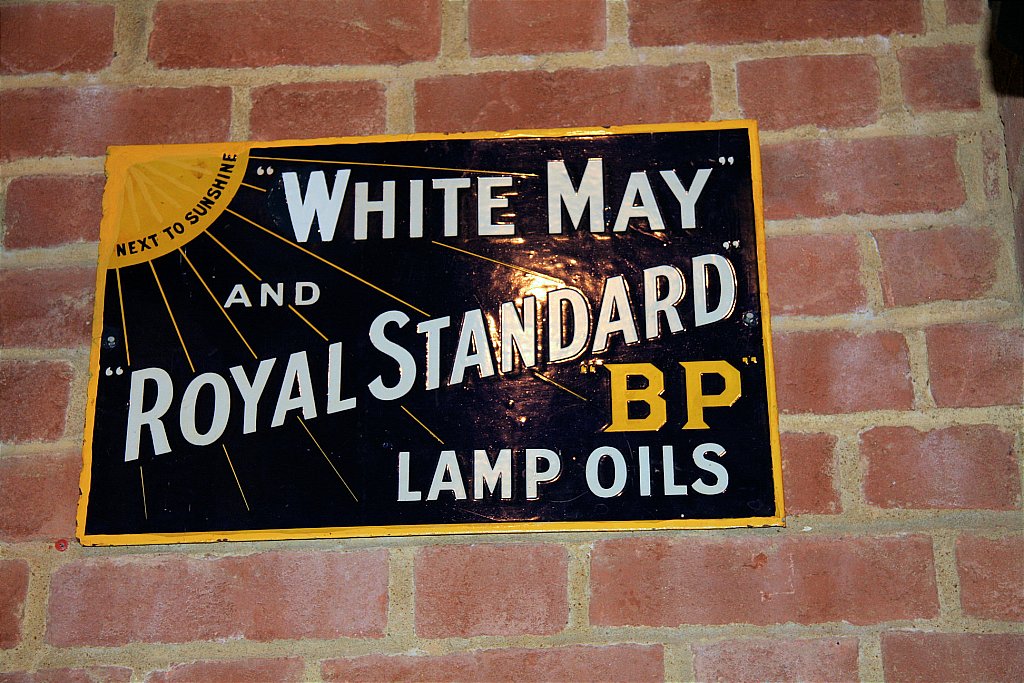 NEXT TO SUNSHINE
"WHITE MAY"
AND
"ROYAL STANDARD"
"BP"
LAMP OILS